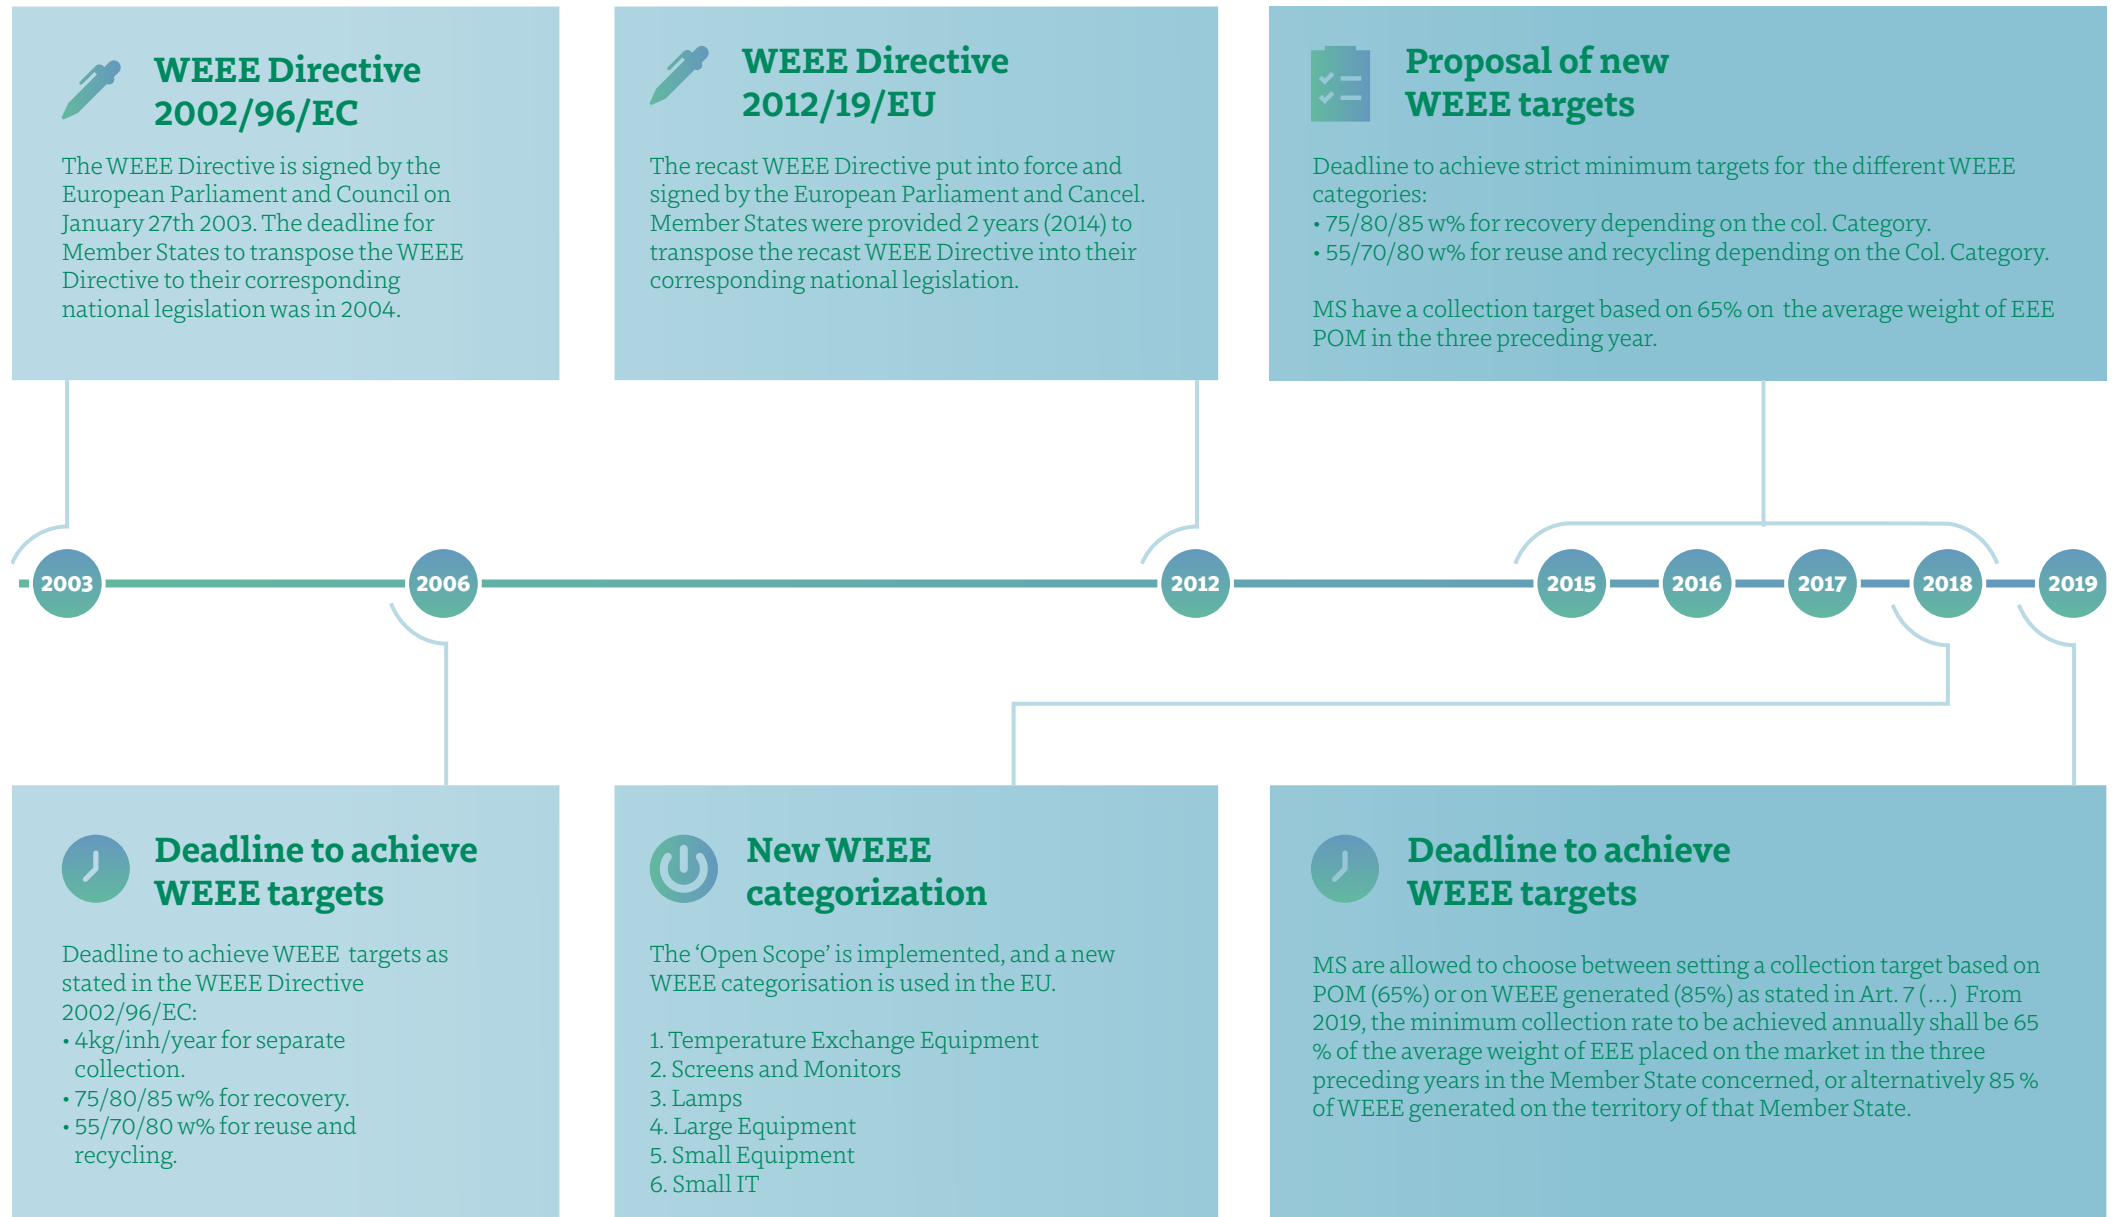 WEEE Directive
2002/96/EC
The WEEE Directive is signed by the
European Parliament and Council on
January 27th 2003. The deadline for
Member States to transpose the WEEE
Directive to their corresponding
national legislation was in 2004.
WEEE Directive
2012/19/EU
The recast WEEE Directive put into force and
signed by the European Parliament and Cancel.
Member States were provided 2 years (2014) to
transpose the recast WEEE Directive into their
corresponding national legislation.
Proposal of new
WEEE targets
Deadline to achieve strict minimum targets for the different WEEE
categories:
• 75/80/85 w% for recovery depending on the col. Category.
• 55/70/80 w% for reuse and recycling depending on the Col. Category.
MS have a collection target based on 65% on the average weight of EEE
POM in the three preceding year.
2003
2006
2012
2015
2016
2017
2018
2019
Deadline to achieve
WEEE targets
Deadline to achieve WEEE targets as
stated in the WEEE Directive
2002/96/EC:
• 4kg/inh/year for separate
collection.
• 75/80/85 w% for recovery.
• 55/70/80 w% for reuse and
recycling.
New WEEE
categorization
The ‘Open Scope’ is implemented, and a new
WEEE categorisation is used in the EU.
1. Temperature Exchange Equipment
2. Screens and Monitors
3. Lamps
4. Large Equipment
5. Small Equipment
6. Small IT
Deadline to achieve
WEEE targets
MS are allowed to choose between setting a collection target based on
POM (65%) or on WEEE generated (85%) as stated in Art. 7 (…) From
2019, the minimum collection rate to be achieved annually shall be 65
% of the average weight of EEE placed on the market in the three
preceding years in the Member State concerned, or alternatively 85 %
of WEEE generated on the territory of that Member State.